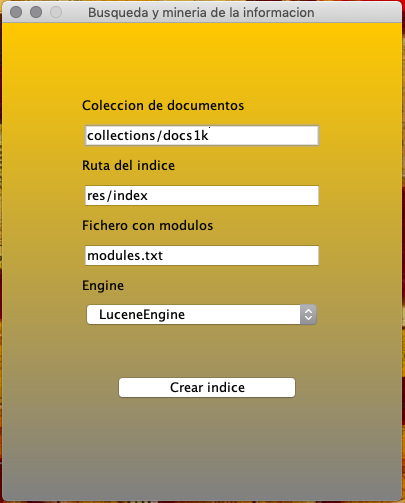 Busqueda y mineria de la informacion
Coleccion de documentos
collections/docs1k
Ruta del indice
res/index
Fichero con modulos
modules.txt
Engine
LuceneEngine
Crear indice